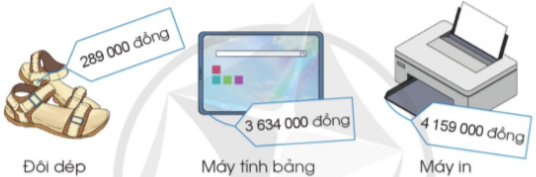 289 000 đồng
3 634 000 đồng
4 159 000 đồng
Đôi dép
Máy tính bảng
Máy in